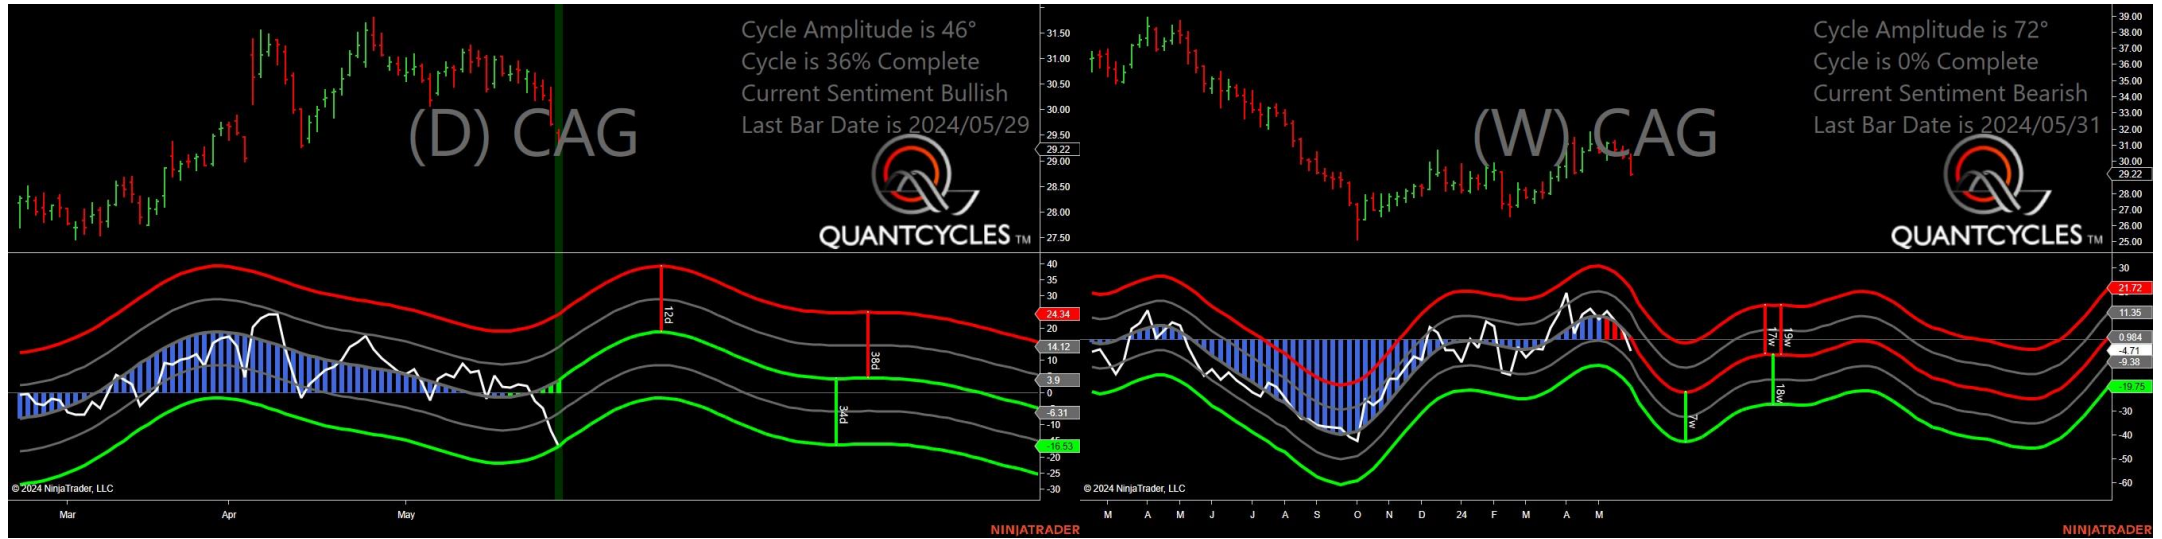 Cycle Amplitude is 46°
Cycle is 36% Complete
Current Sentiment Bullish
Last Bar Date is 2024/05/29
(D) CAG
QUANTCYCLES TM
31.50
31.00
30.50
30.00
29.50
29.22
29.00
28.50
28.00
27.50
40
35
30
24.34
20
14.12
10
3.9
0
-6.31
-10
-16.53
-20
-25
-30
12d
38d
34d
© 2024 NinjaTrader, LLC
Mar Apr May
NINJATRADER
Cycle Amplitude is 72°
Cycle is 0% Complete
Current Sentiment Bearish
Last Bar Date is 2024/05/31
(W) CAG
QUANTCYCLES TM
39.00
38.00
37.00
36.00
35.00
34.00
33.00
32.00
31.00
30.00
29.22
28.00
27.00
26.00
25.00
30
21.72
11.35
0.984
-4.71
-9.38
-19.75
-30
-40
-50
-60
17w
19w
18w
7w
© 2024 NinjaTrader, LLC
M A M J J A S O N D 24 F M A M
NINJATRADER